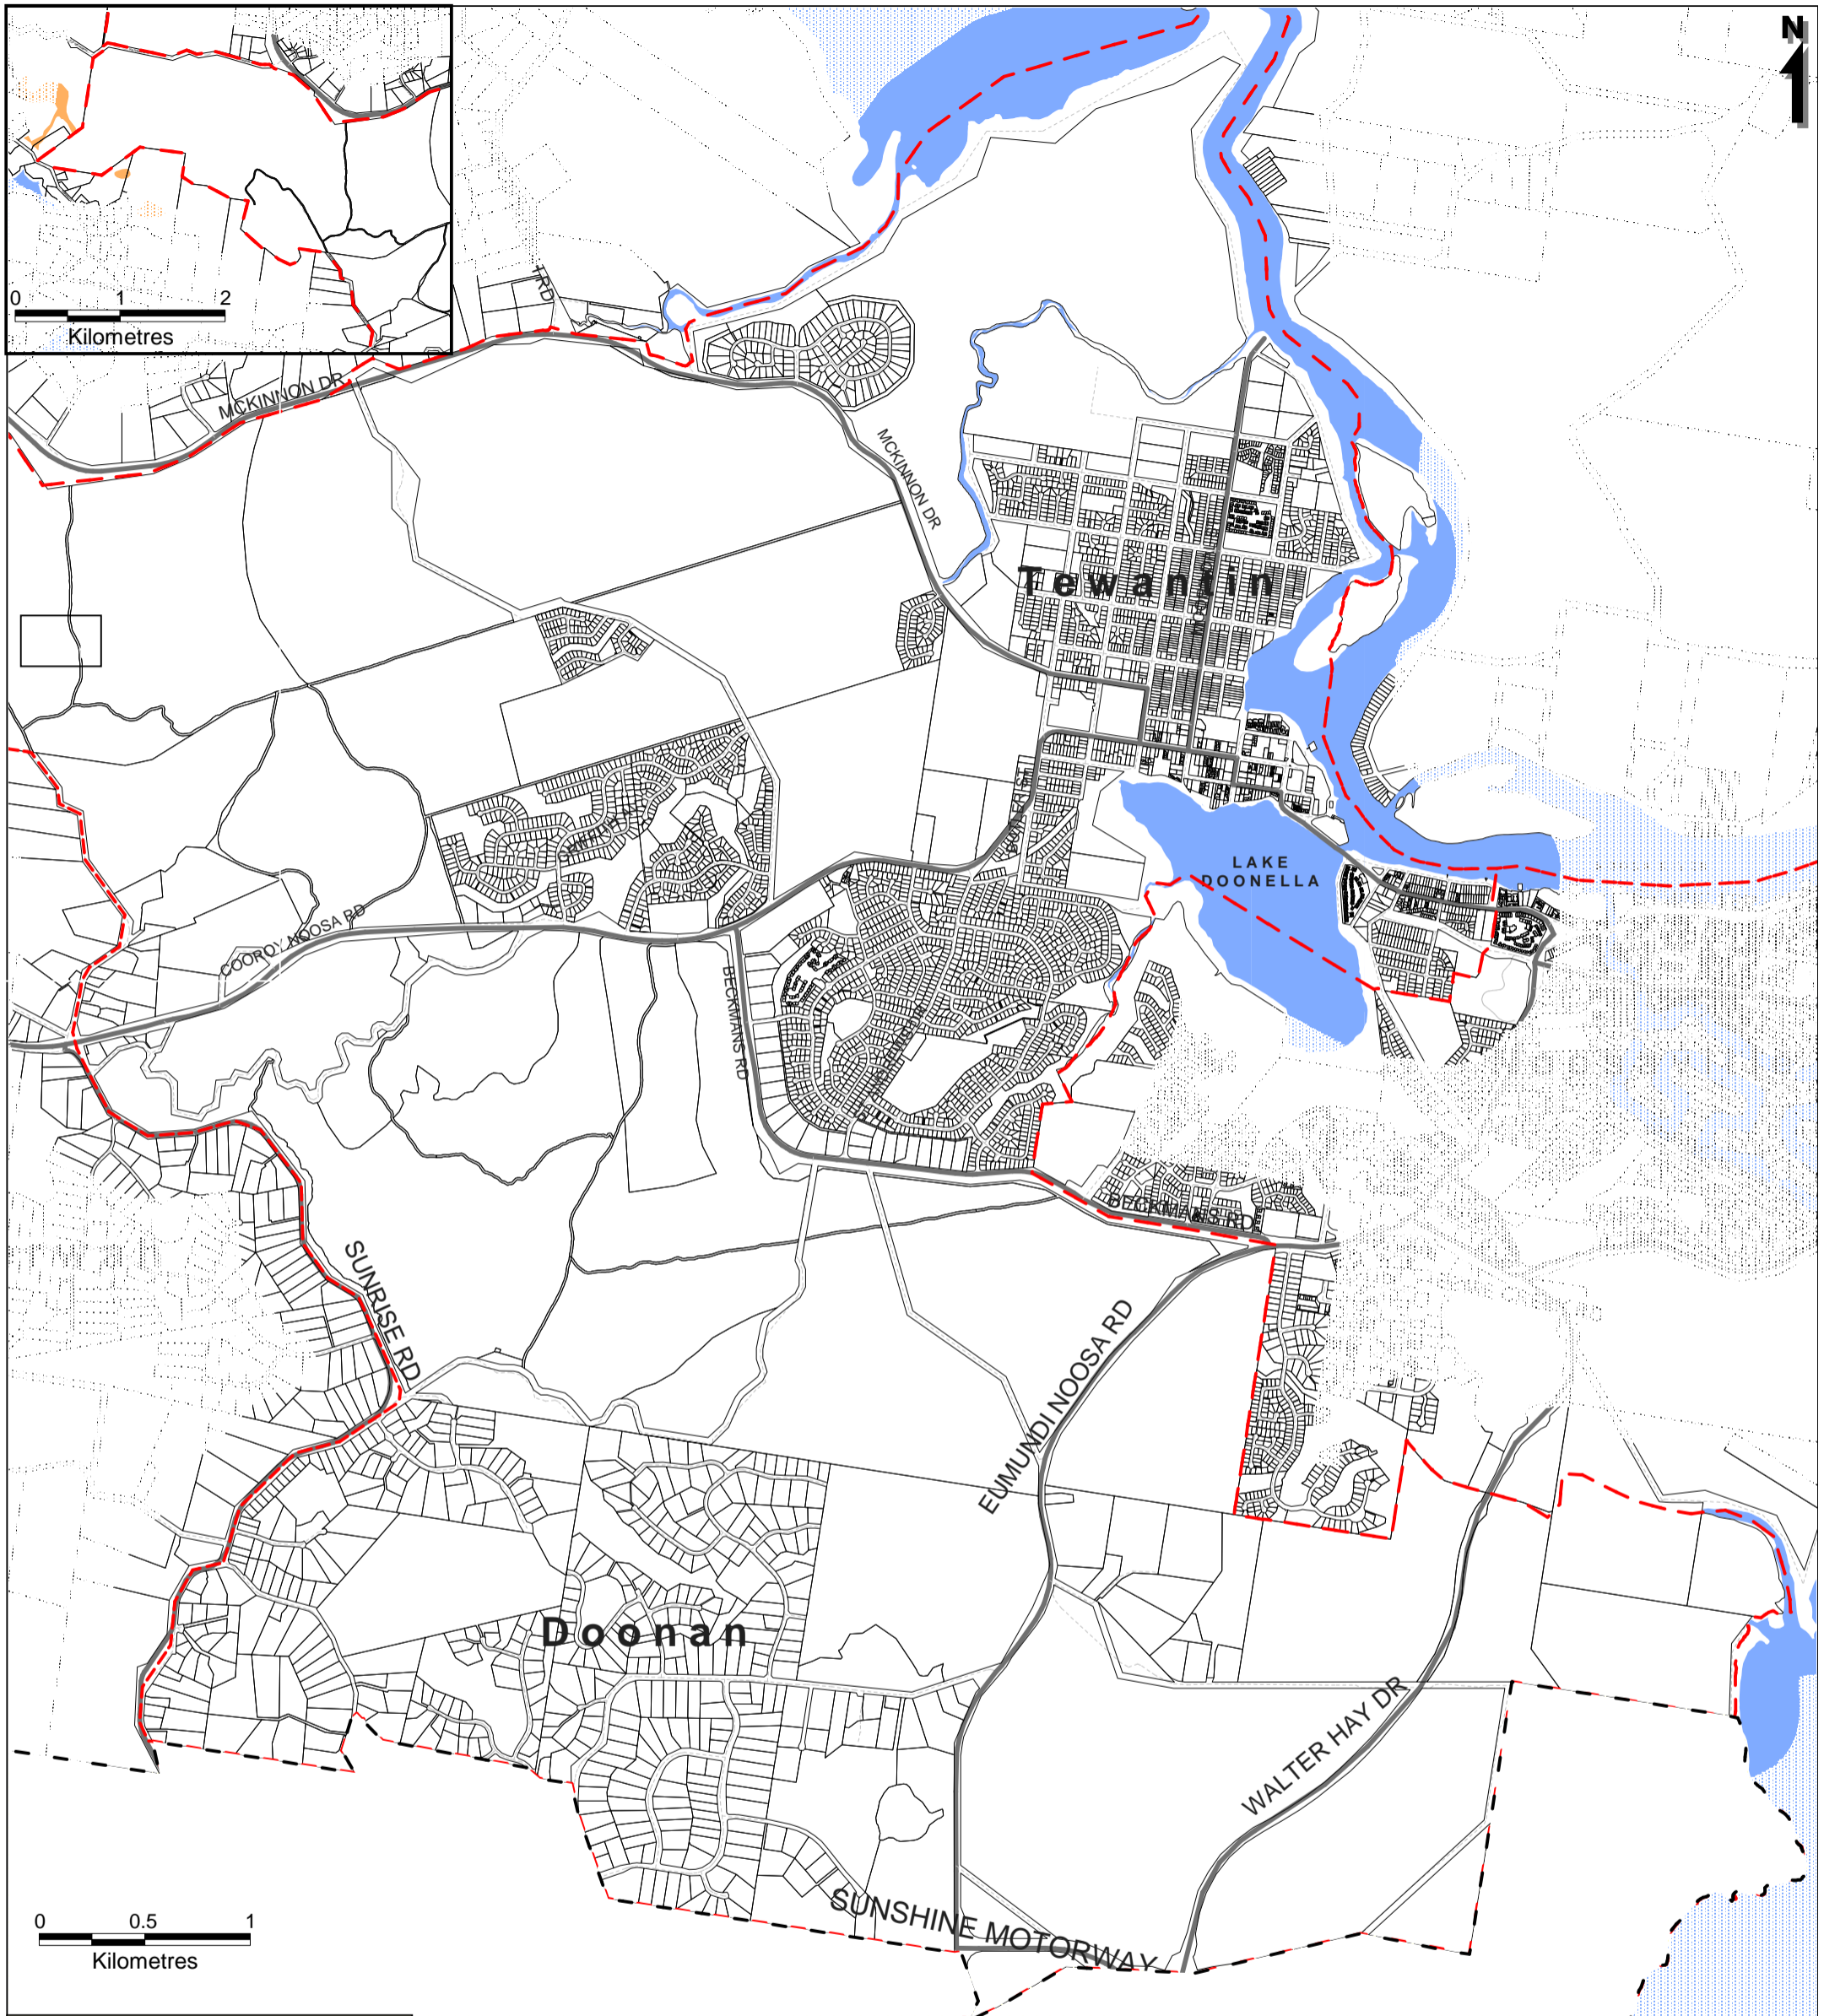 N
0 1 2
Kilometres
RD
MCKINNON DR
MCKINNON DR
Tewantin
LAKE
DOONELLA
COOROY NOOSA RD
BECKMANS RD
BECKMANS RD
SUNRISE RD
EUMUNDI NOOSA RD
Doonan
WALTER HAY DR
SUNSHINE MOTORWAY
0 0.5 1
Kilometres